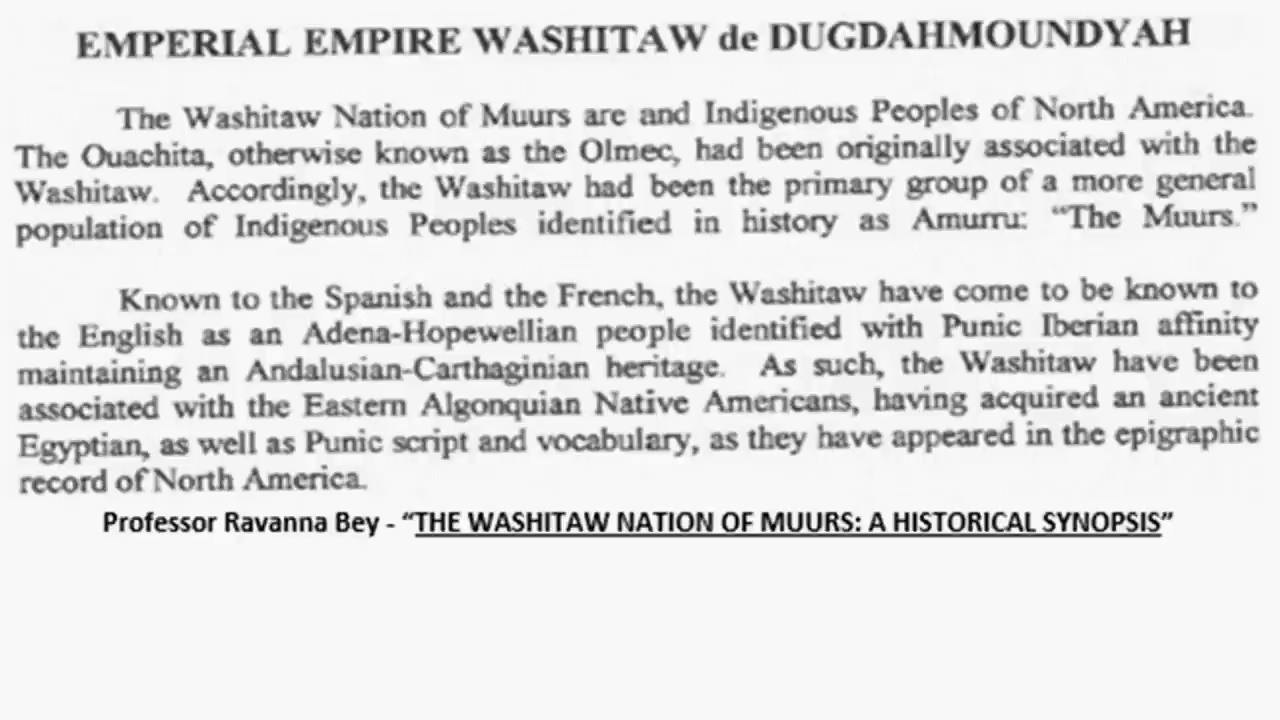 EMPERIAL EMPIRE WASHITAW de DUGDAHMOUNDYAH
The Washitaw Nation of Muurs are and Indigenous Peoples of North America.
The Ouachita, otherwise known as the Olmec, had been originally associated with the
Washitaw. Accordingly, the Washitaw had been the primary group of a more general
population of Indigenous Peoples identified in history as Amurru: “The Muurs.”
Known to the Spanish and the French, the Washitaw have come to be known to
the English as an Adena-Hopewellian people identified with Punic Iberian affinity
maintaining an Andalusian-Carthaginian heritage. As such, the Washitaw have been
associated with the Eastern Algonquian Native Americans, having acquired an ancient
Egyptian, as well as Punic script and vocabulary, as they have appeared in the epigraphic
record of North America.
Professor Ravanna Bey - “THE WASHITAW NATION OF MUURS: A HISTORICAL SYNOPSIS”